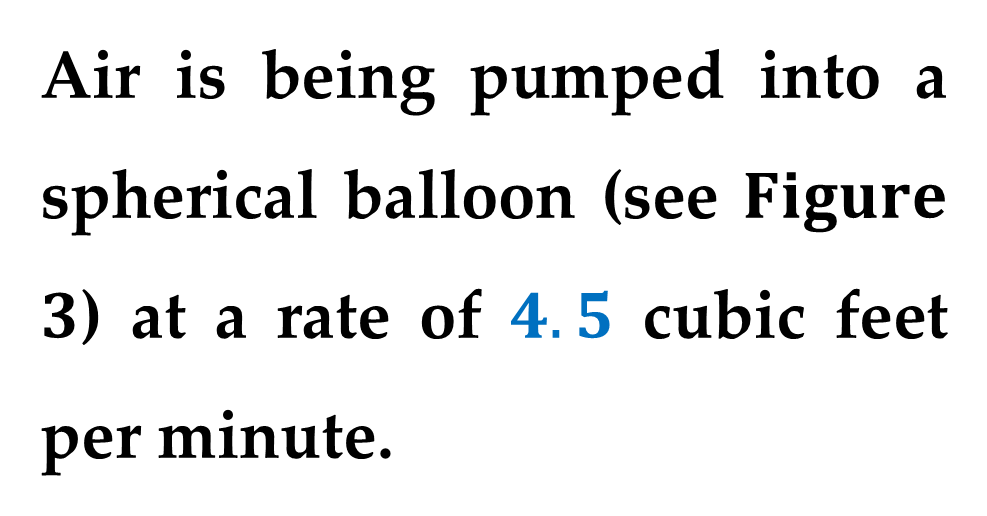 Air is being pumped into a
spherical balloon (see Figure
3) at a rate of 4. 5 cubic feet
per minute.